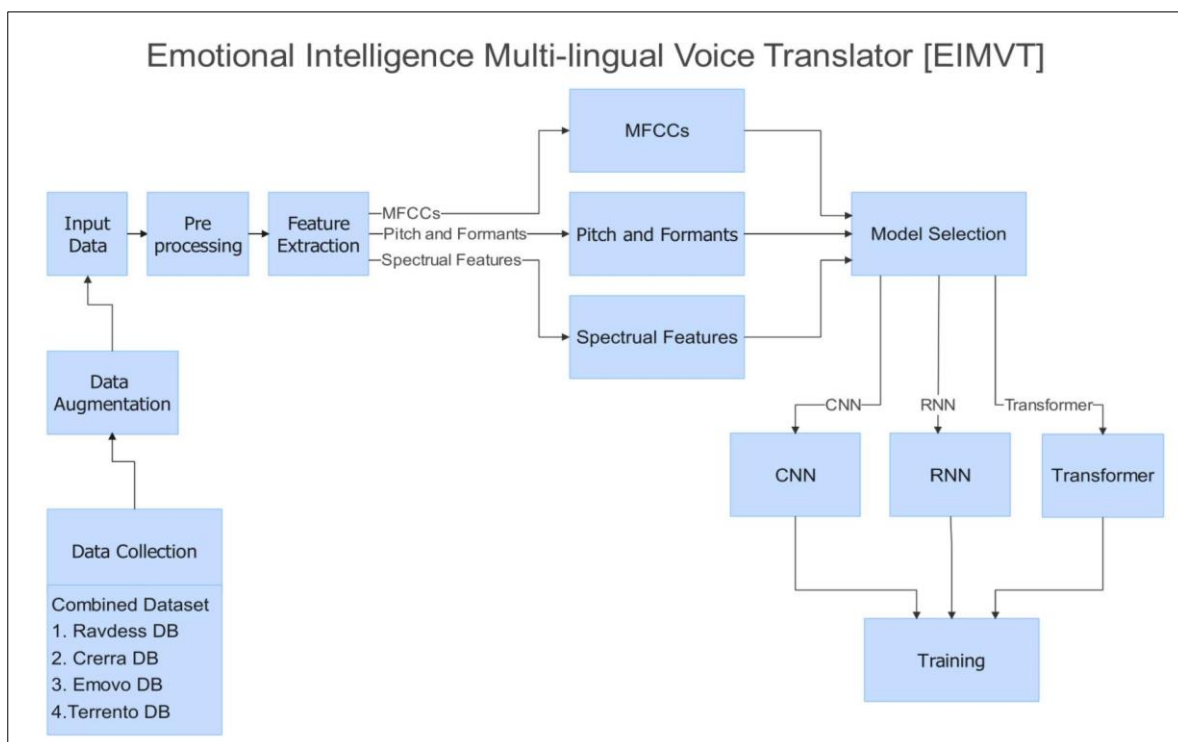 Emotional Intelligence Multi-lingual Voice Translator [EIMVT]
MFCCs
Input
Data
Pre
processing
Feature
Extraction
MFCCs
Pitch and Formants
Spectrual Features
Pitch and Formants
Model Selection
Spectrual Features
Data
Augmentation
CNN
RNN
Transformer
CNN
RNN
Transformer
Data Collection
Combined Dataset
1. Ravdess DB
2. Crerra DB
3. Emovo DB
4.Terrento DB
Training